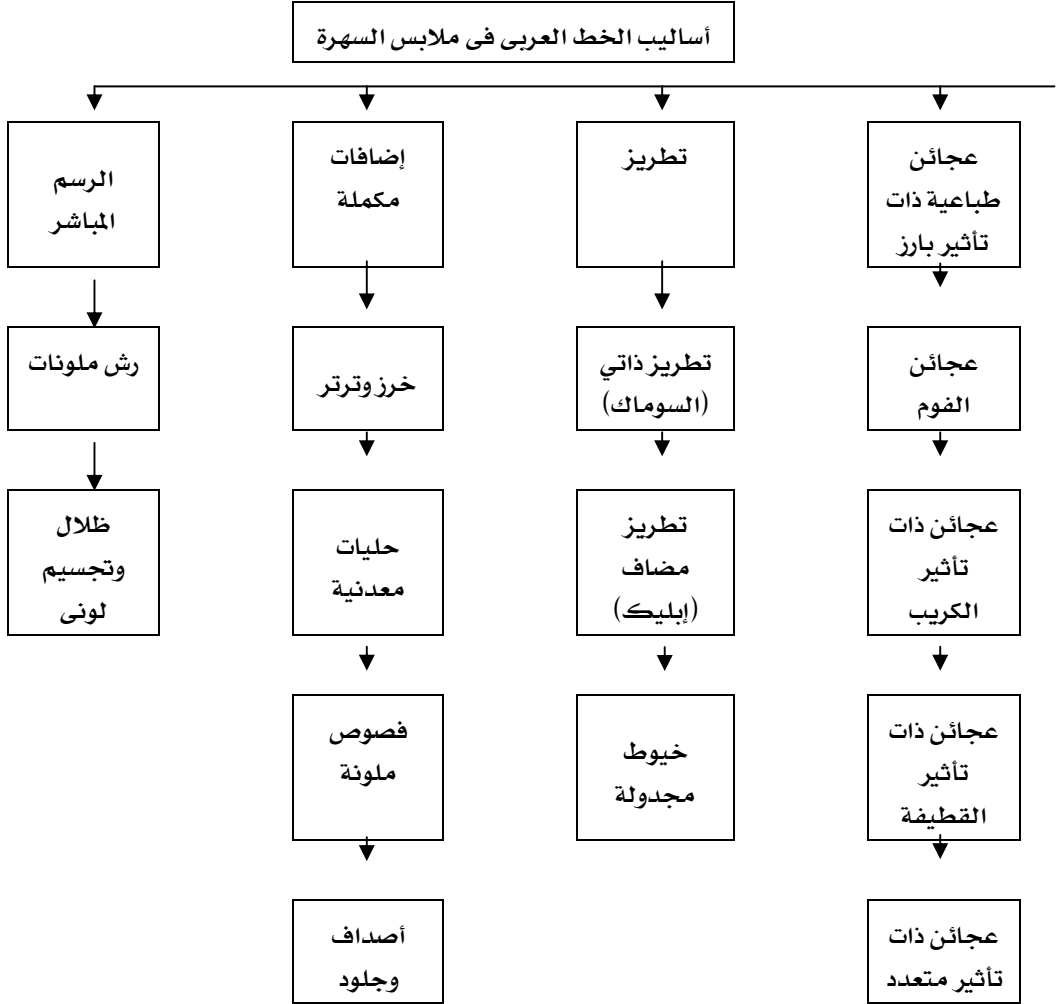 أساليب الخط العربى فى ملابس السهرة
عجائن
طباعية ذات
تأثير بارز
عجائن
الفوم
عجائن ذات
تأثير
الكريب
عجائن ذات
تأثير
القطيفة
عجائن ذات
تأثير متعدد
تطريز
تطريز ذاتي
(السوماك)
تطريز
مضاف
(إبليك)
خيوط
مجدولة
إضافات
مكملة
خرز وترتر
حليات
معدنية
فصوص
ملونة
أصداف
وجلود
الرسم
المباشر
رش ملونات
ظلال
وتجسيم
لونى